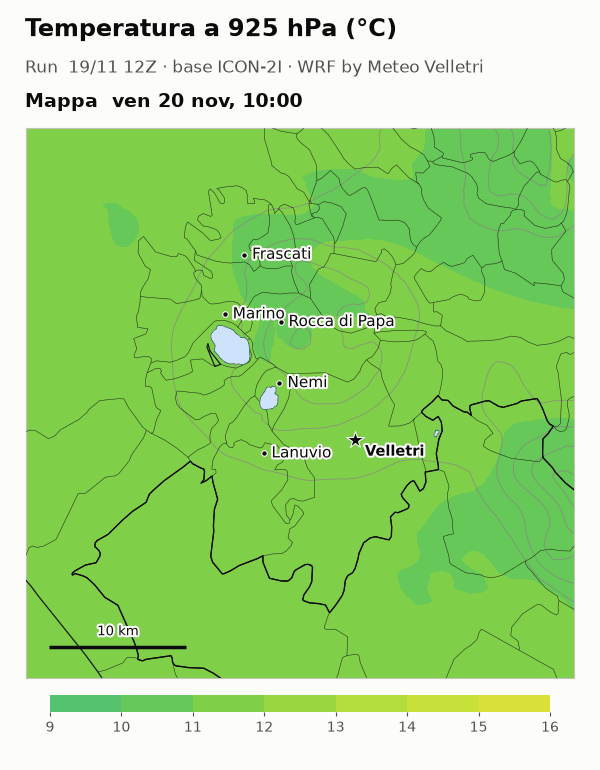 Temperatura a 925 hPa (°C)
Run  19/11 12Z · base ICON-2I · WRF by Meteo Velletri
Mappa  ven 20 nov, 10:00
Frascati
Marino
Rocca di Papa
Nemi
Velletri
Lanuvio
10 km
9 10 11 12 13 14 15 16